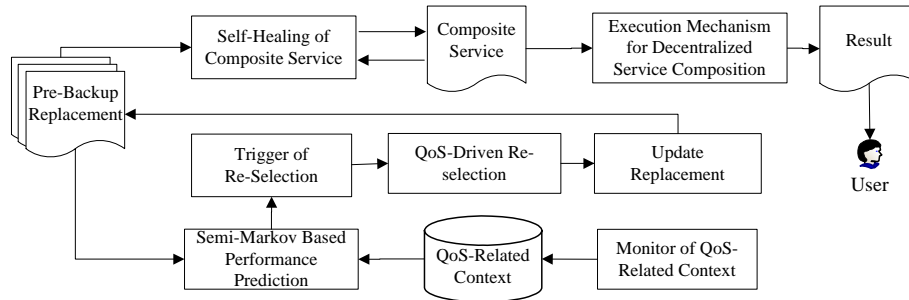 Self-Healing of
Composite Service
Composite
Service
Execution Mechanism
for Decentralized
Service Composition
Result
Pre-Backup
Replacement
Trigger of
Re-Selection
QoS-Driven Re-
selection
Update
Replacement
User
Semi-Markov Based
Performance
Prediction
QoS-Related
Context
Monitor of QoS-
Related Context